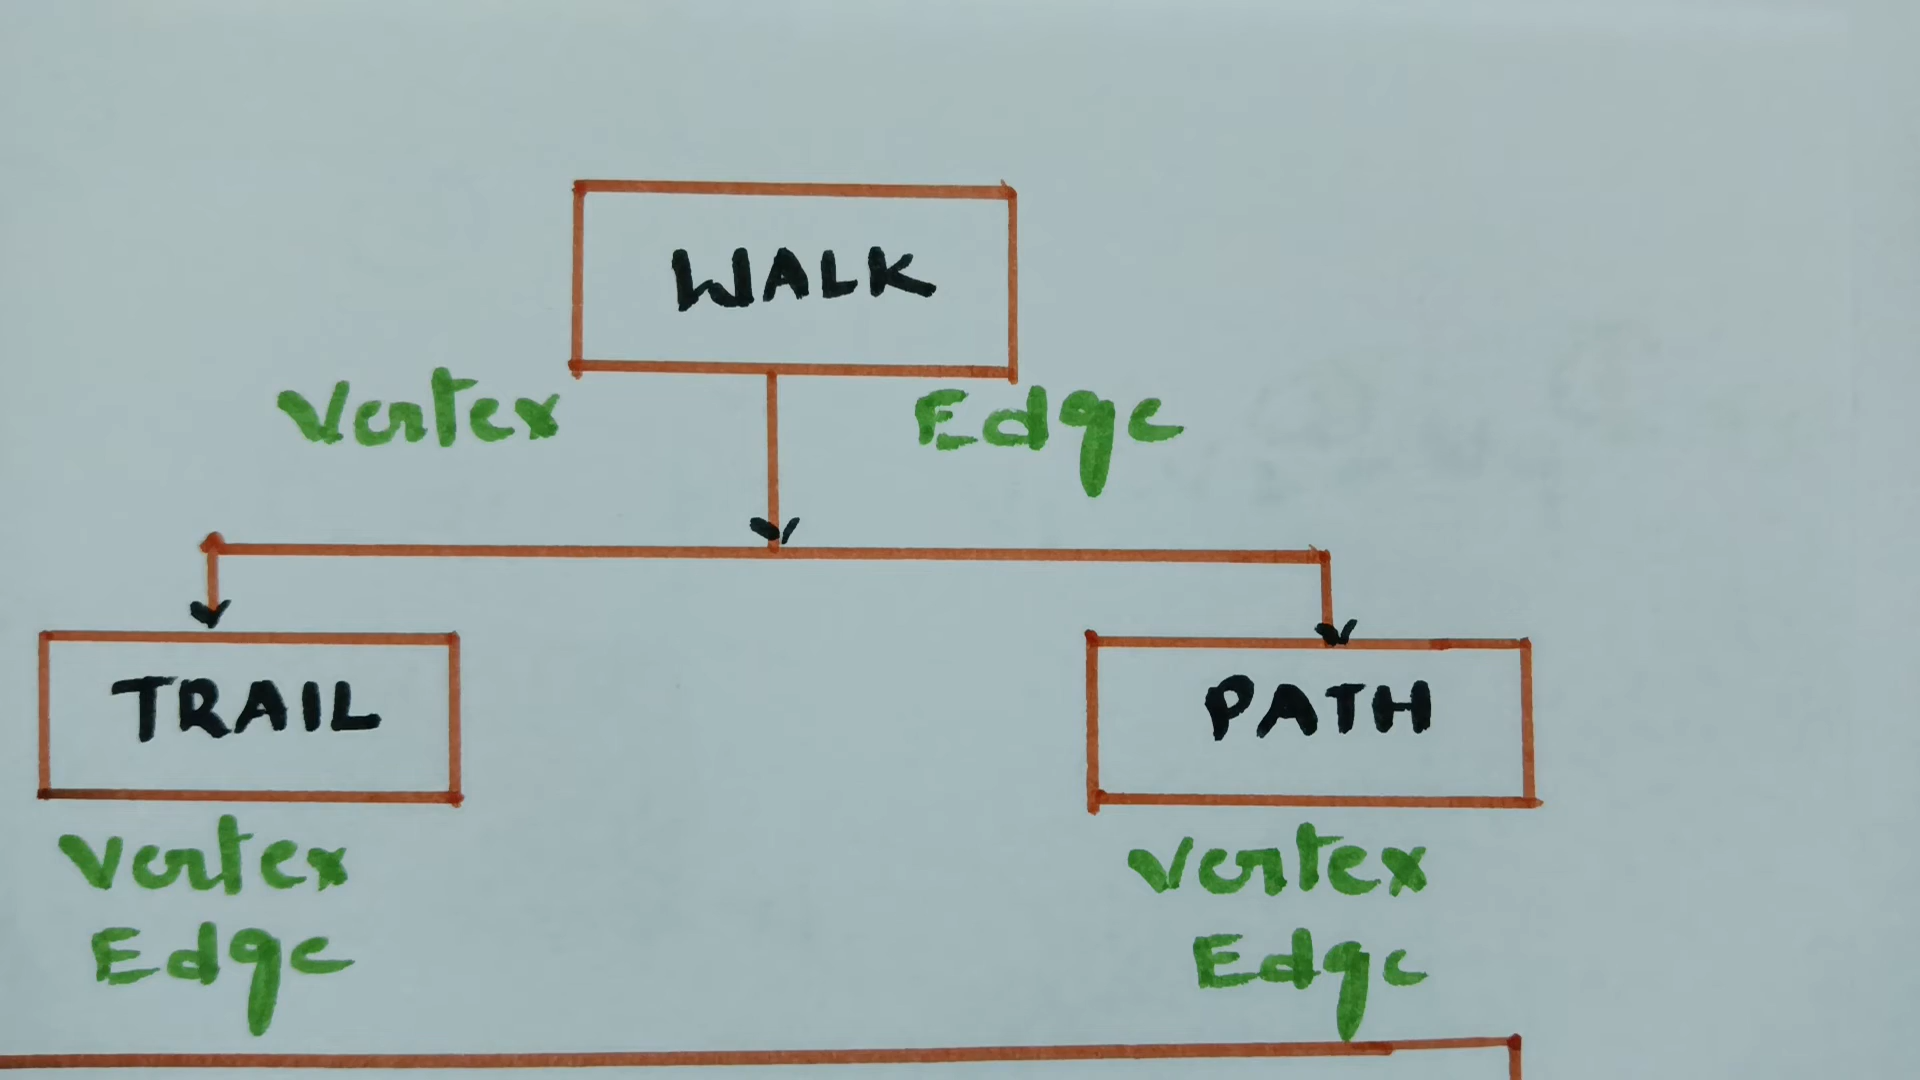 WALK
Vertex Edge
TRAIL PATH
Vertex Vertex
Edge Edge